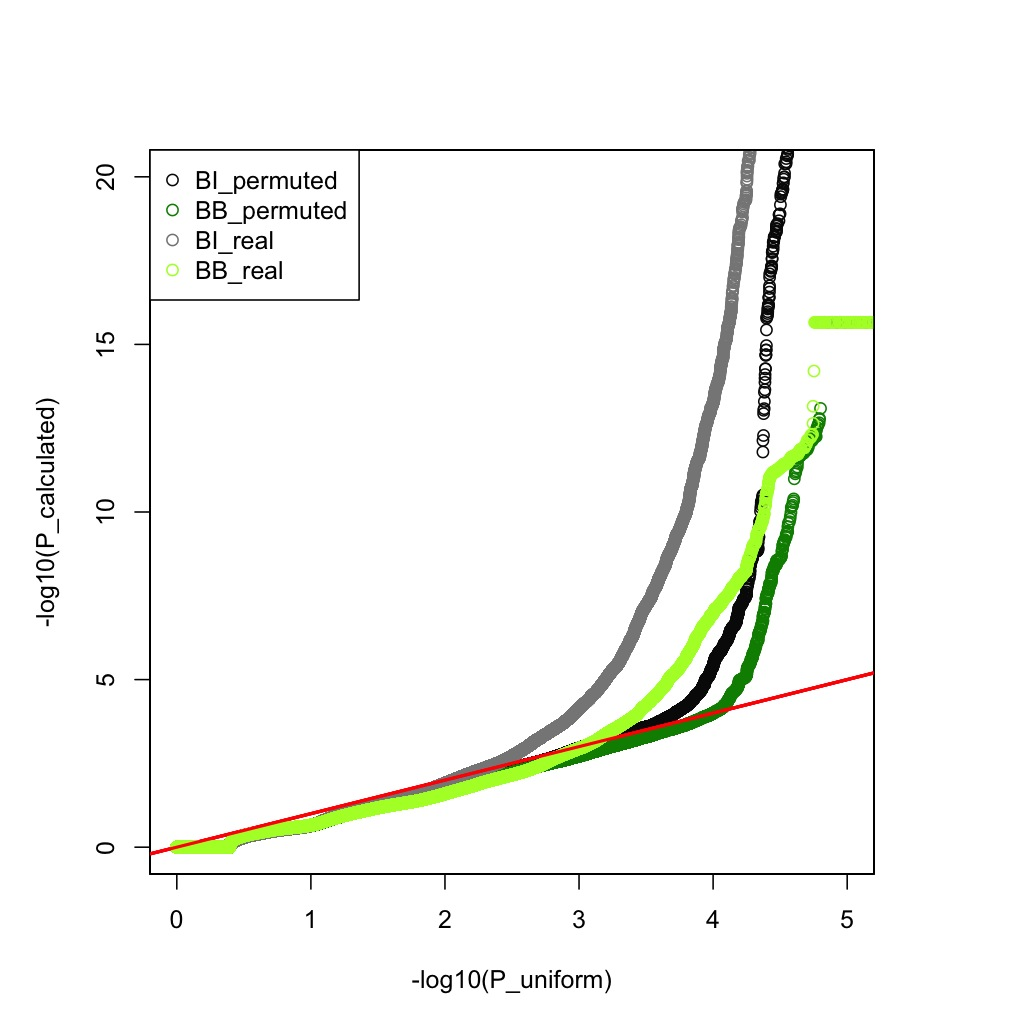 BI_permuted
BB_permuted
BI_real
BB_real
20
15
10
5
0
-log10(P_calculated)
0 1 2 3 4 5
-log10(P_uniform)